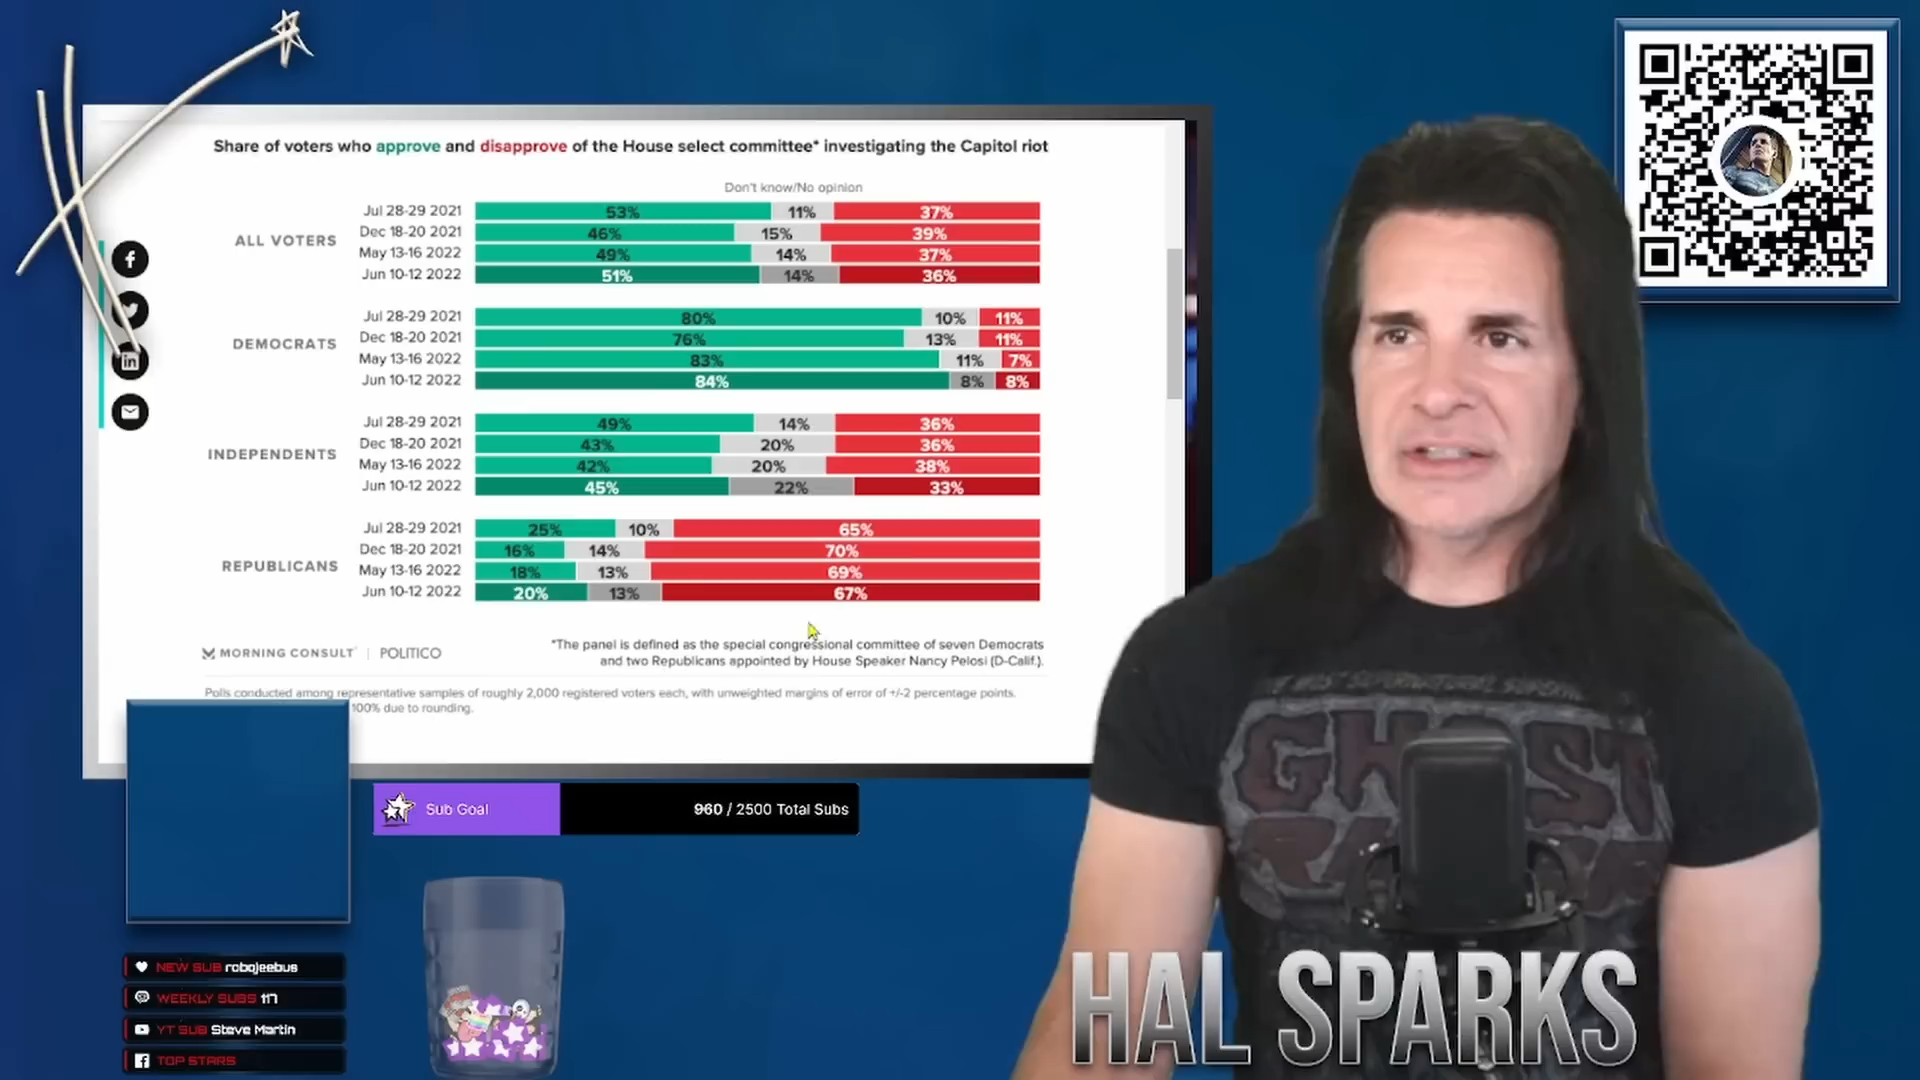 Share of voters who approve and disapprove of the House select committee* investigating the Capitol riot
Don't know/No opinion
ALL VOTERS
Jul 28-29 2021 53% 11% 37%
Dec 18-20 2021 46% 15% 39%
May 13-16 2022 49% 14% 37%
Jun 10-12 2022 51% 14% 36%
DEMOCRATS
Jul 28-29 2021 80% 10% 11%
Dec 18-20 2021 76% 13% 11%
May 13-16 2022 83% 11% 7%
Jun 10-12 2022 84% 8% 8%
INDEPENDENTS
Jul 28-29 2021 49% 14% 36%
Dec 18-20 2021 43% 20% 36%
May 13-16 2022 42% 20% 38%
Jun 10-12 2022 45% 22% 33%
REPUBLICANS
Jul 28-29 2021 25% 10% 65%
Dec 18-20 2021 16% 14% 70%
May 13-16 2022 18% 13% 69%
Jun 10-12 2022 20% 13% 67%
MORNING CONSULT | POLITICO
*The panel is defined as the special congressional committee of seven Democrats
and two Republicans appointed by House Speaker Nancy Pelosi (D-Calif.).
Polls conducted among representative samples of roughly 2,000 registered voters each, with unweighted margins of error of +/-2 percentage points.
100% due to rounding.
Sub Goal 960 / 2500 Total Subs
NEW SUB robojeebus
WEEKLY SUBS 117
YT SUB Steve Martin
TOP STARS
GHOST
HAL SPARKS